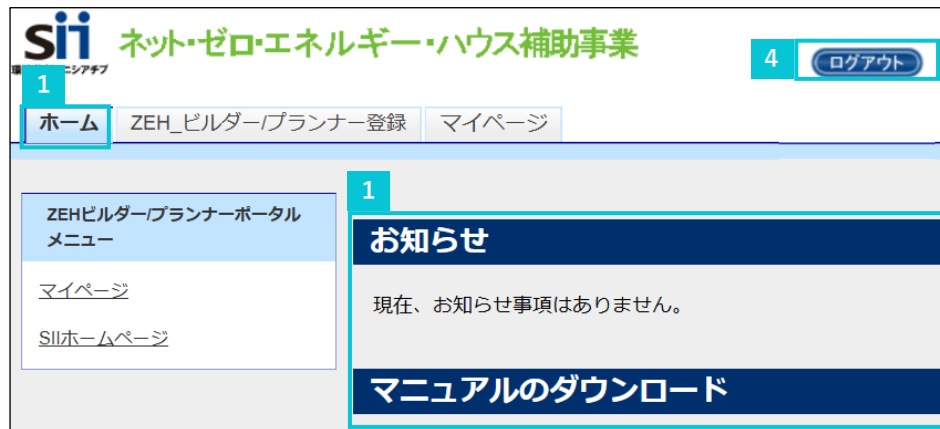 Sii ネット・ゼロ・エネルギー・ハウス補助事業
4 ログアウト
1
ホーム ZEH_ビルダー/プランナー登録 マイページ
1
ZEHビルダー/プランナーポータル
メニュー
マイページ
SIIホームページ
お知らせ
現在、お知らせ事項はありません。
マニュアルのダウンロード